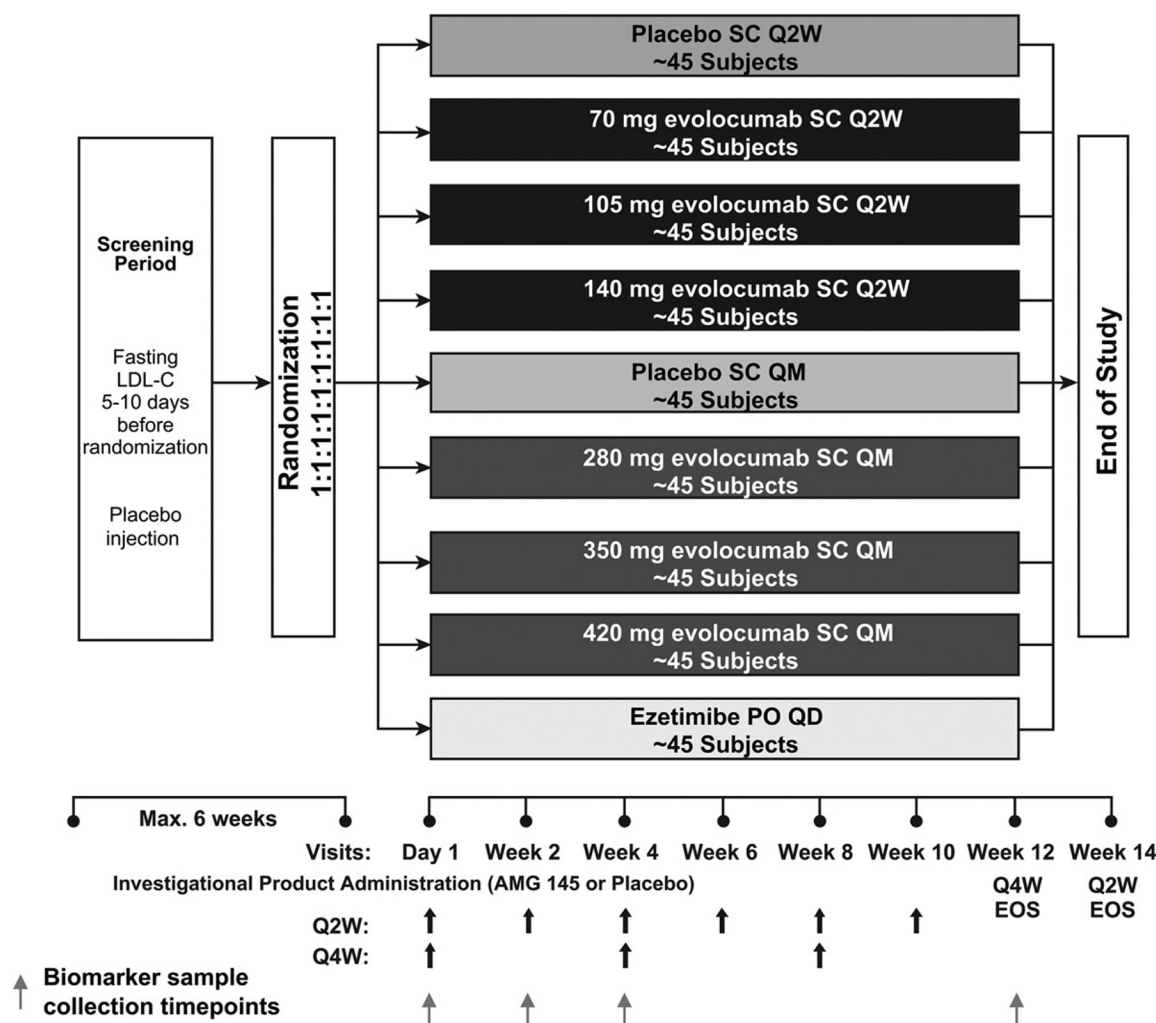 Screening
Period
Fasting
LDL-C
5-10 days
before
randomization
Placebo
injection
Randomization
1:1:1:1:1:1:1:1:1
Placebo SC Q2W
~45 Subjects
70 mg evolocumab SC Q2W
~45 Subjects
105 mg evolocumab SC Q2W
~45 Subjects
140 mg evolocumab SC Q2W
~45 Subjects
Placebo SC QM
~45 Subjects
280 mg evolocumab SC QM
~45 Subjects
350 mg evolocumab SC QM
~45 Subjects
420 mg evolocumab SC QM
~45 Subjects
Ezetimibe PO QD
~45 Subjects
End of Study
Max. 6 weeks
Visits: Day 1 Week 2 Week 4 Week 6 Week 8 Week 10 Week 12 Week 14
Investigational Product Administration (AMG 145 or Placebo) Q4W Q2W
EOS EOS
Q2W:
Q4W:
Biomarker sample
collection timepoints